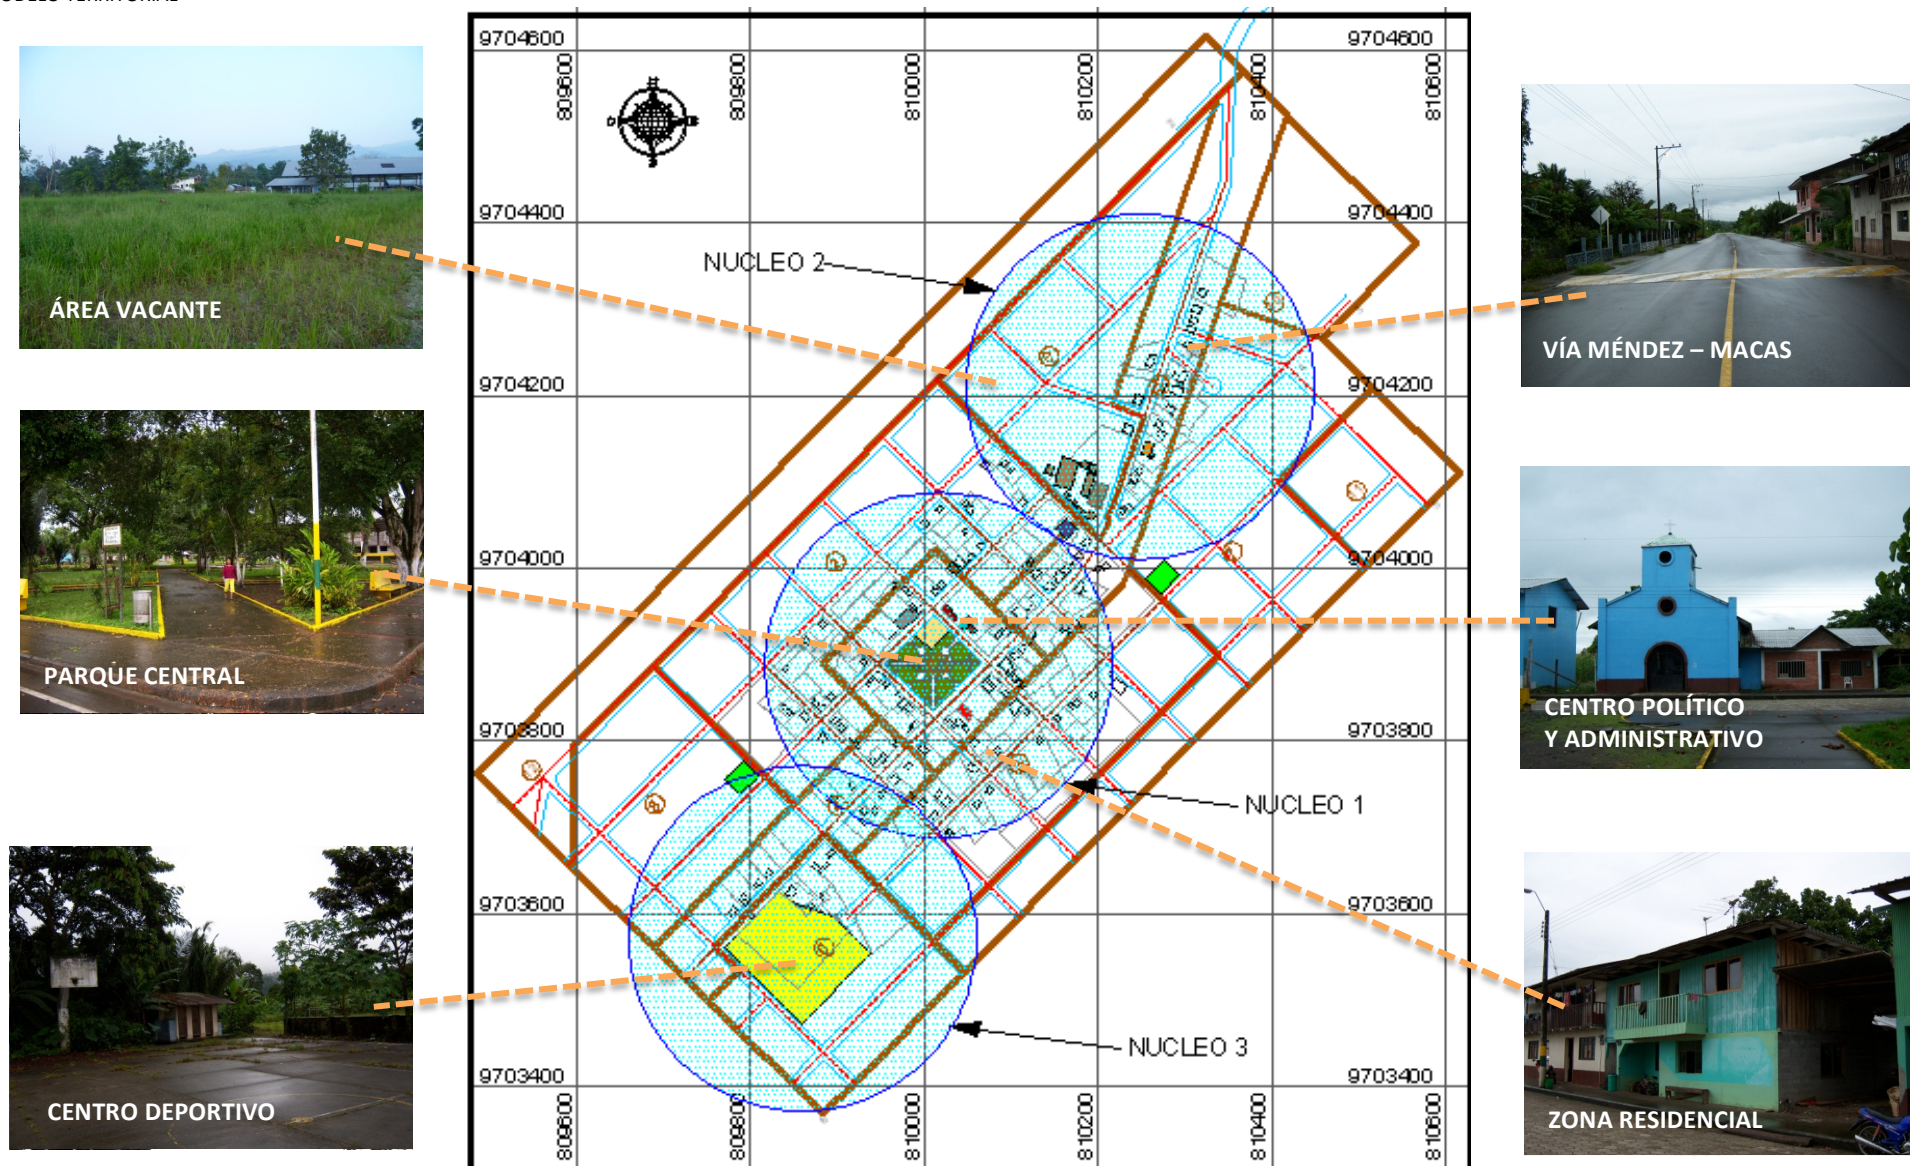 TERRITORIAL
9704600
9704600
809600
809800
810000
810200
810400
810600
ÁREA VACANTE
9704400
9704400
NUCLEO 2
VÍA MÉNDEZ – MACAS
9704200
9704200
PARQUE CENTRAL
9704000
9704000
CENTRO POLÍTICO
Y ADMINISTRATIVO
9703800
9703800
NUCLEO 1
9703600
9703600
CENTRO DEPORTIVO
NUCLEO 3
9703400
9703400
ZONA RESIDENCIAL
809600
809800
810000
810200
810400
810600